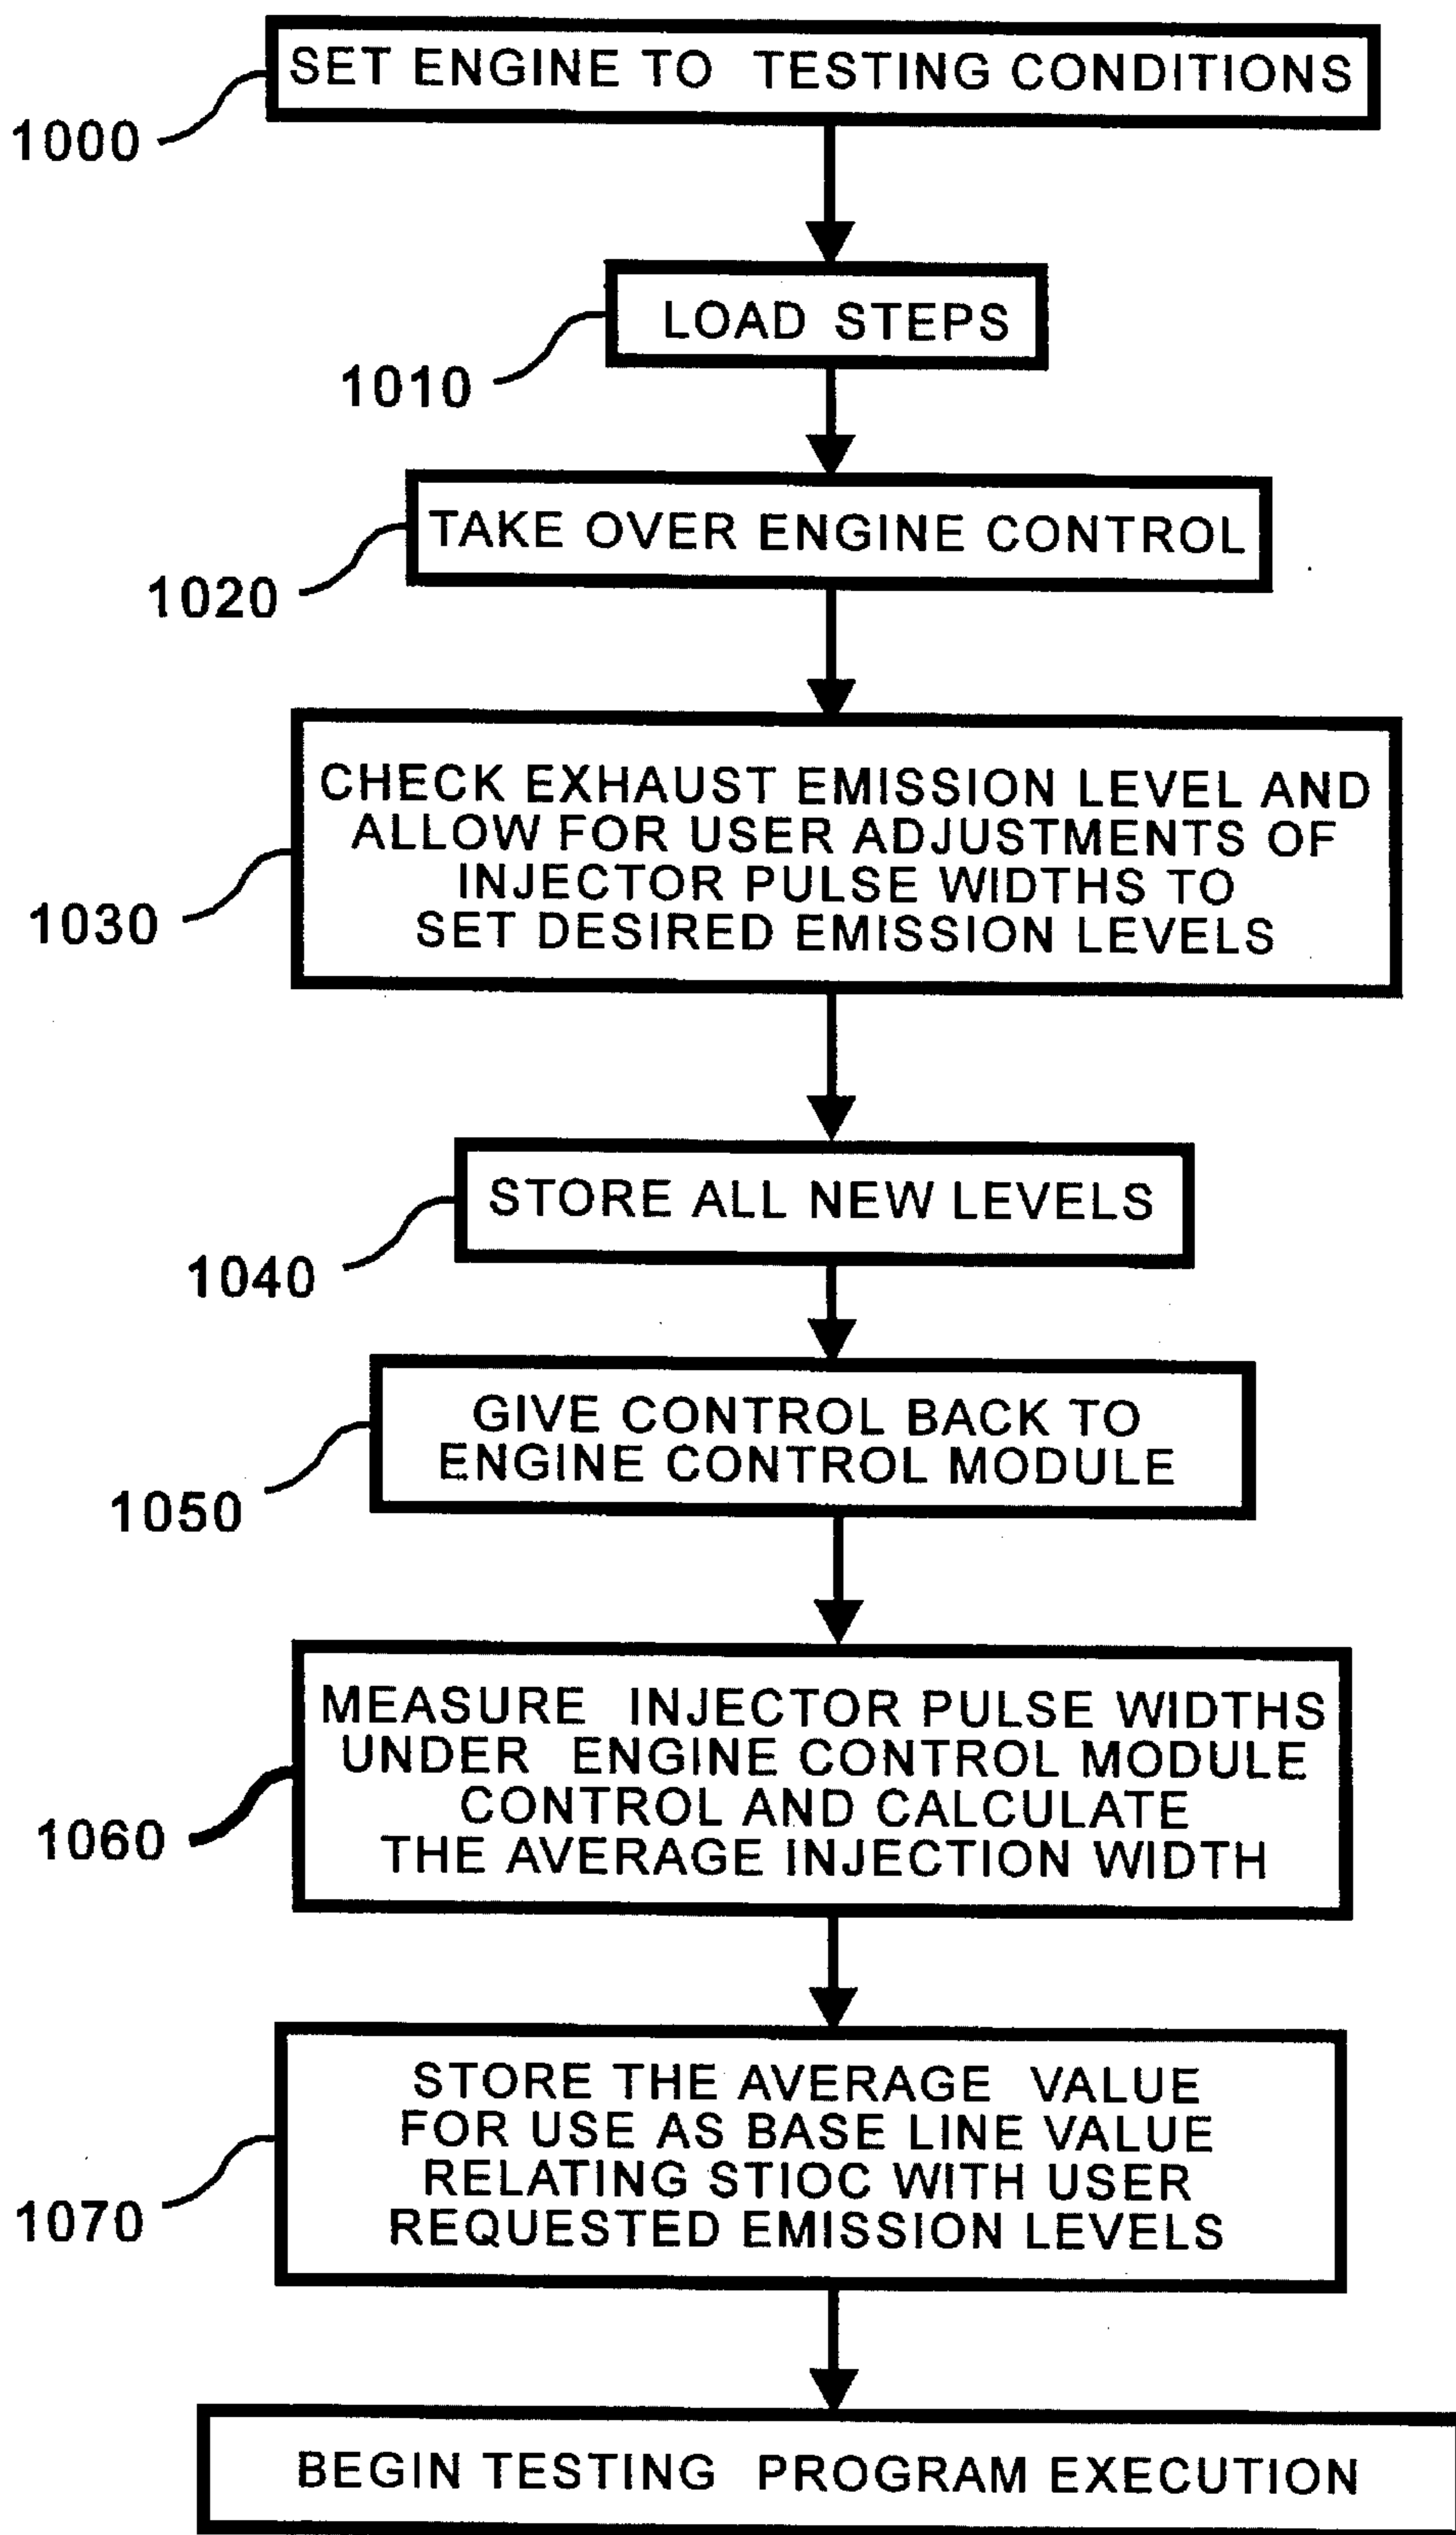 SET ENGINE TO TESTING CONDITIONS
1000
LOAD STEPS
1010
TAKE OVER ENGINE CONTROL
1020
CHECK EXHAUST EMISSION LEVEL AND
ALLOW FOR USER ADJUSTMENTS OF
INJECTOR PULSE WIDTHS TO
SET DESIRED EMISSION LEVELS
1030
STORE ALL NEW LEVELS
1040
GIVE CONTROL BACK TO
ENGINE CONTROL MODULE
1050
MEASURE INJECTOR PULSE WIDTHS
UNDER ENGINE CONTROL MODULE
CONTROL AND CALCULATE
THE AVERAGE INJECTION WIDTH
1060
STORE THE AVERAGE VALUE
FOR USE AS BASE LINE VALUE
RELATING STIOC WITH USER
REQUESTED EMISSION LEVELS
1070
BEGIN TESTING PROGRAM EXECUTION